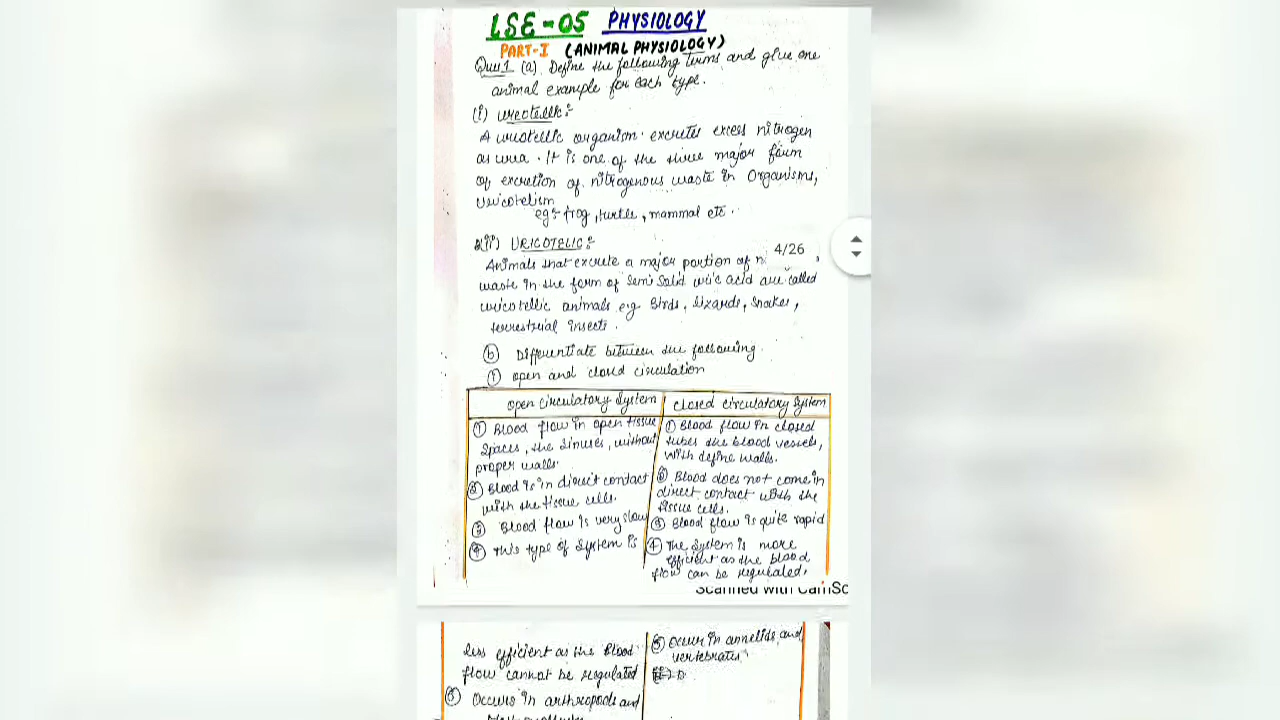 LSE-05 PHYSIOLOGY
PART-I (ANIMAL PHYSIOLOGY)
Ques1 (a) Define the following terms and give one
animal example for each type.
(i) ureotelic:-
A ureotellic organism excretes excess nitrogen
as urea. It is one of the three major form
of excretion of nitrogenous waste in Organisms,
Uricotelism
eg:- frog, turtle, mammal etc.
(ii) URICOTELIC:-
Animals that excrete a major portion of n
4/26
waste in the form of Semi Solid uric acid are called
uricotellic animals e.g. Birds, lizards, Snakes,
terrestrial insects.
(b) Differentiate between the following
(i) open and closed circulation
open circulatory System
① Blood flow in open tissue
Spaces, the Sinuses, without
proper walls.
② Blood is in direct contact
with the tissue cells.
③ Blood flow is very slow
④ This type of System is
closed circulatory System
① Blood flow in closed
tubes the blood vessels,
with define walls.
② Blood does not come in
direct contact with the
tissue cells.
③ Blood flow is quite rapid
④ The System is more
efficient as the blood
flow can be regulated.
Scanned with CamSc
less efficient as the Blood
flow cannot be regulated
⑤ Occurs in arthropods and
⑤ Occur in annelids and
vertebrates